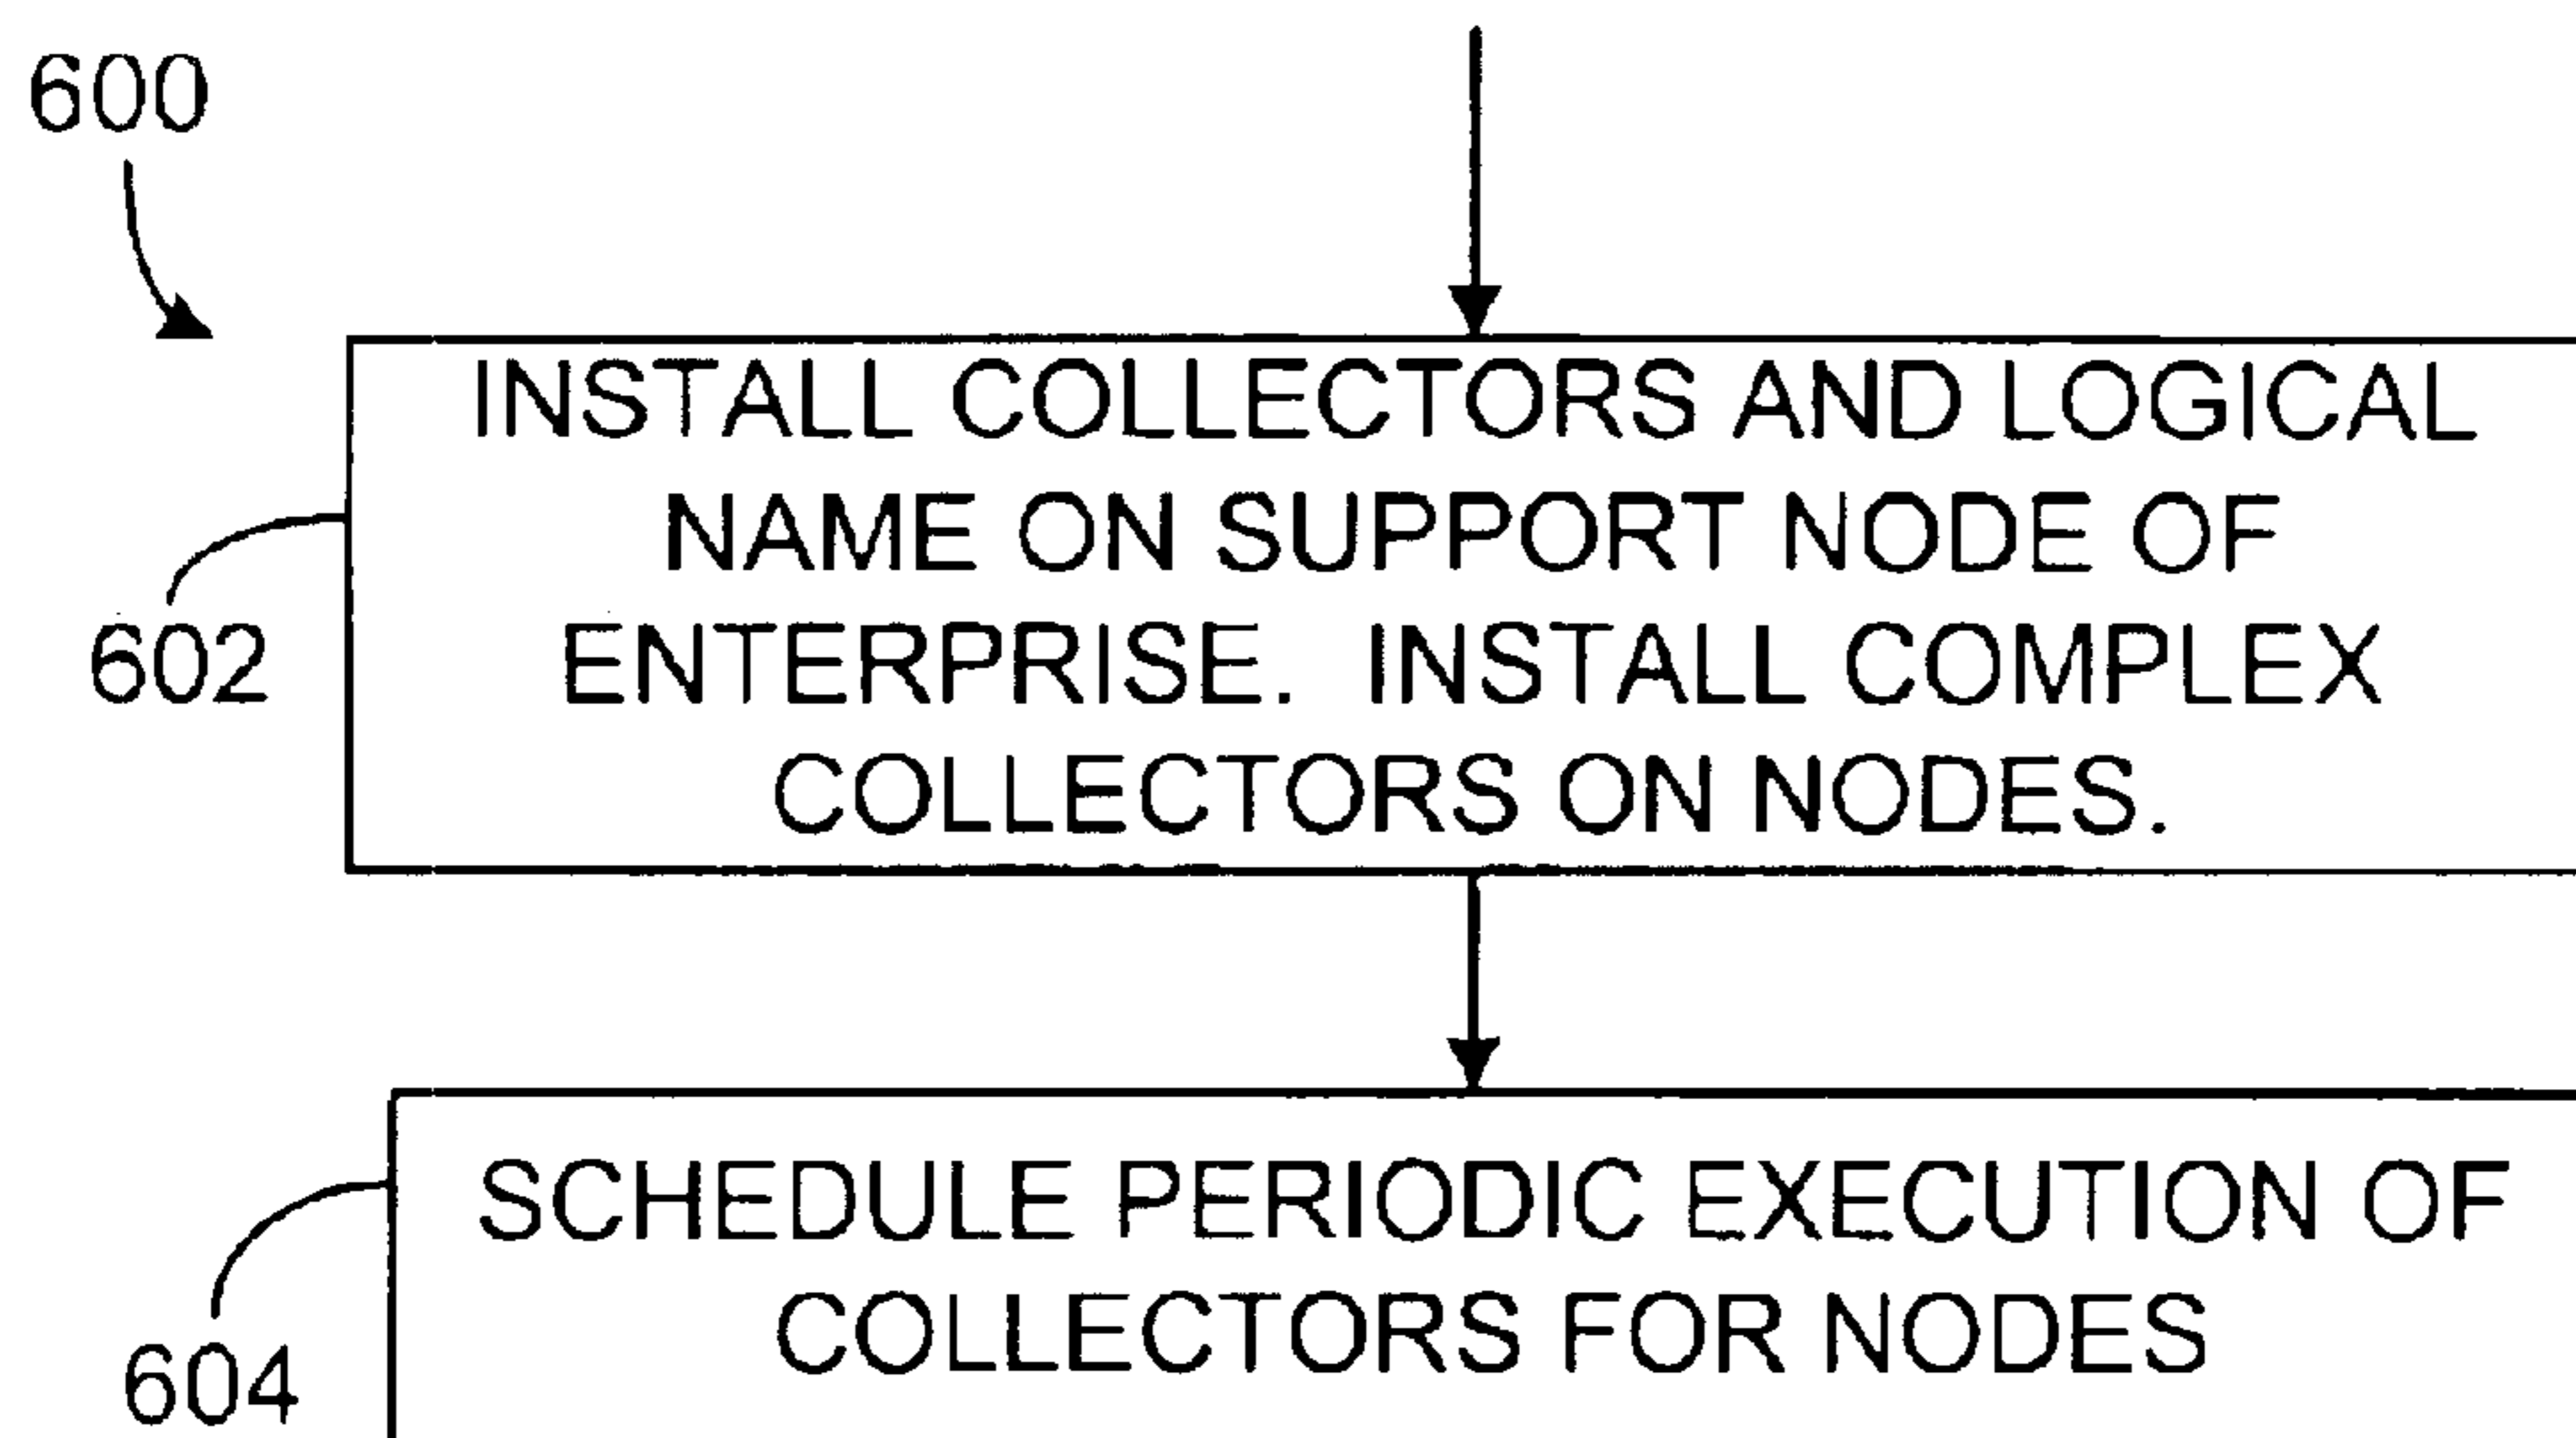 600
INSTALL COLLECTORS AND LOGICAL
NAME ON SUPPORT NODE OF
ENTERPRISE. INSTALL COMPLEX
COLLECTORS ON NODES.
602
SCHEDULE PERIODIC EXECUTION OF
COLLECTORS FOR NODES
604